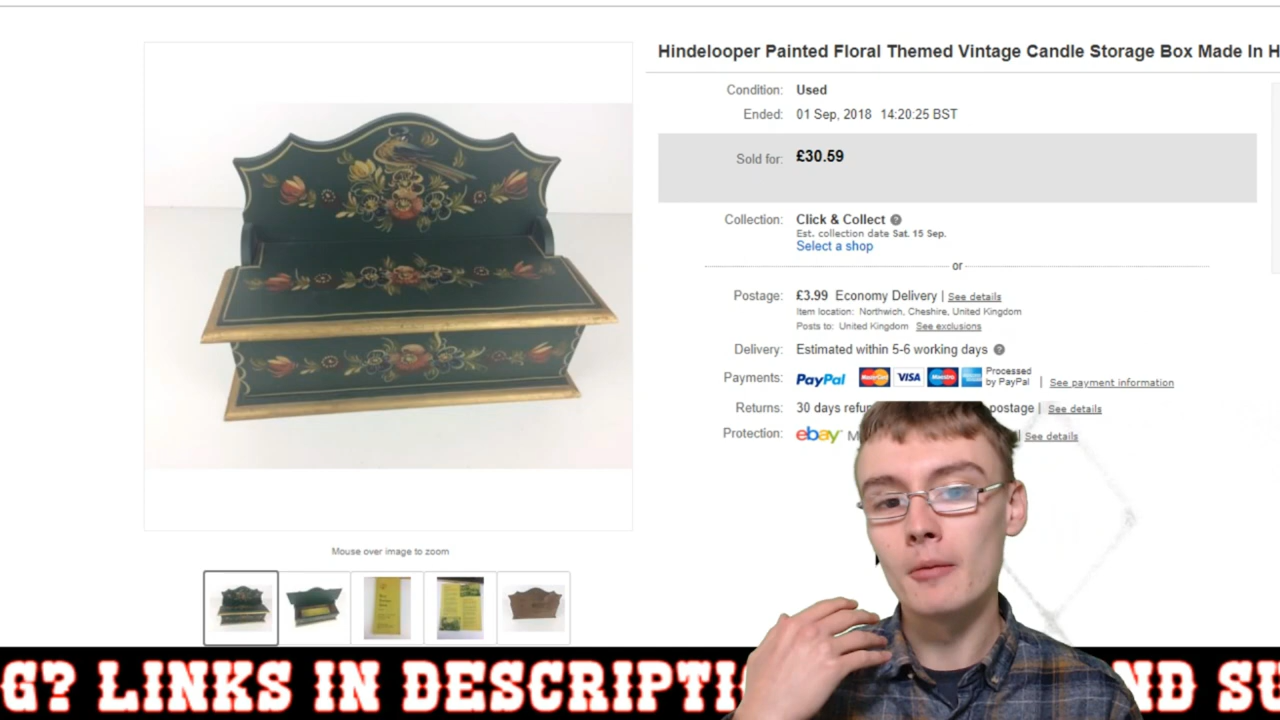 Hindelooper Painted Floral Themed Vintage Candle Storage Box Made In H
Condition: Used
Ended: 01 Sep, 2018 14:20:25 BST
Sold for: £30.59
Collection: Click & Collect
Est. collection date Sat. 15 Sep.
Select a shop
or
Postage: £3.99 Economy Delivery | See details
Item location: Northwich, Cheshire, United Kingdom
Posts to: United Kingdom See exclusions
Delivery: Estimated within 5-6 working days
Payments: PayPal MasterCard VISA Maestro Processed by PayPal | See payment information
Returns: 30 days refu postage | See details
Protection: ebay M See details
Mouse over image to zoom
G? LINKS IN DESCRIPTI ND SU